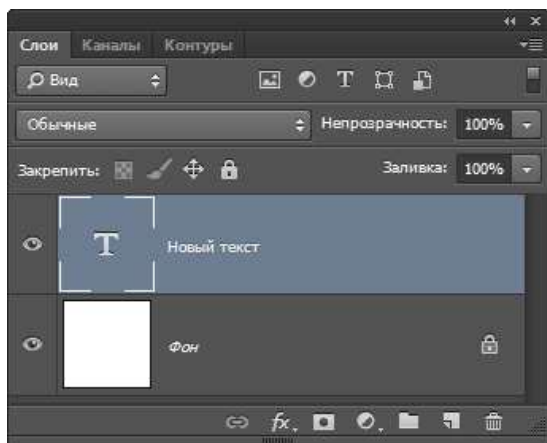 Слои Каналы Контуры
Вид T
Обычные Непрозрачность: 100%
Закрепить: Заливка: 100%
T Новый текст
Фон
fx